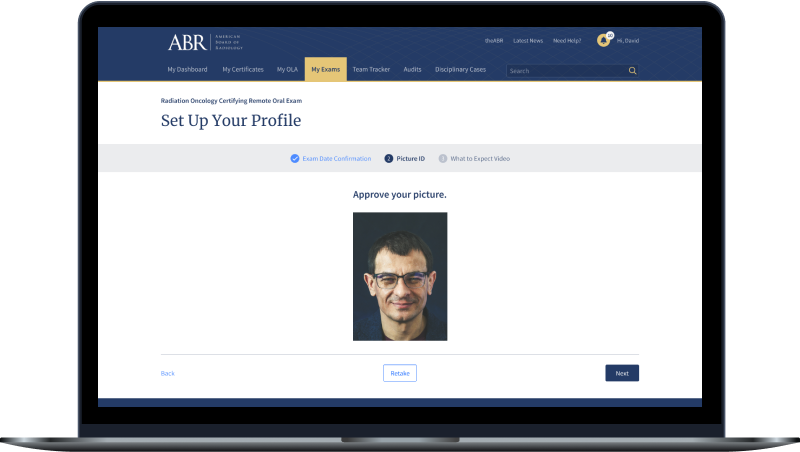 ABR
AMERICAN
BOARD OF
RADIOLOGY
theABR Latest News Need Help? Hi, David
My Dashboard My Certificates My OLA My Exams Team Tracker Audits Disciplinary Cases Search
Radiation Oncology Certifying Remote Oral Exam
Set Up Your Profile
Exam Date Confirmation 2 Picture ID 3 What to Expect Video
Approve your picture.
Back Retake Next